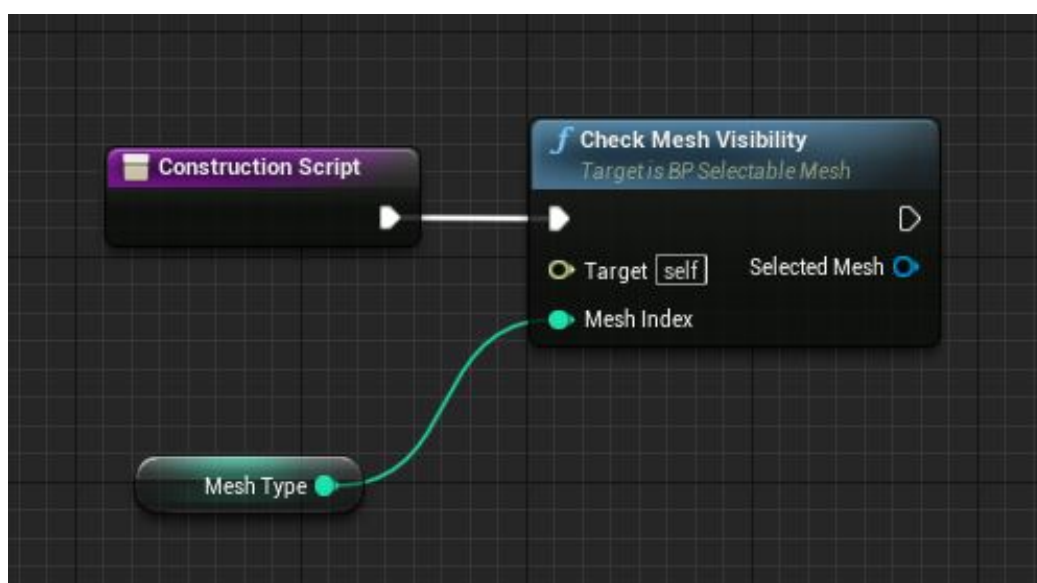 Construction Script
f Check Mesh Visibility
Target is BP Selectable Mesh
Target self
Selected Mesh
Mesh Index
Mesh Type